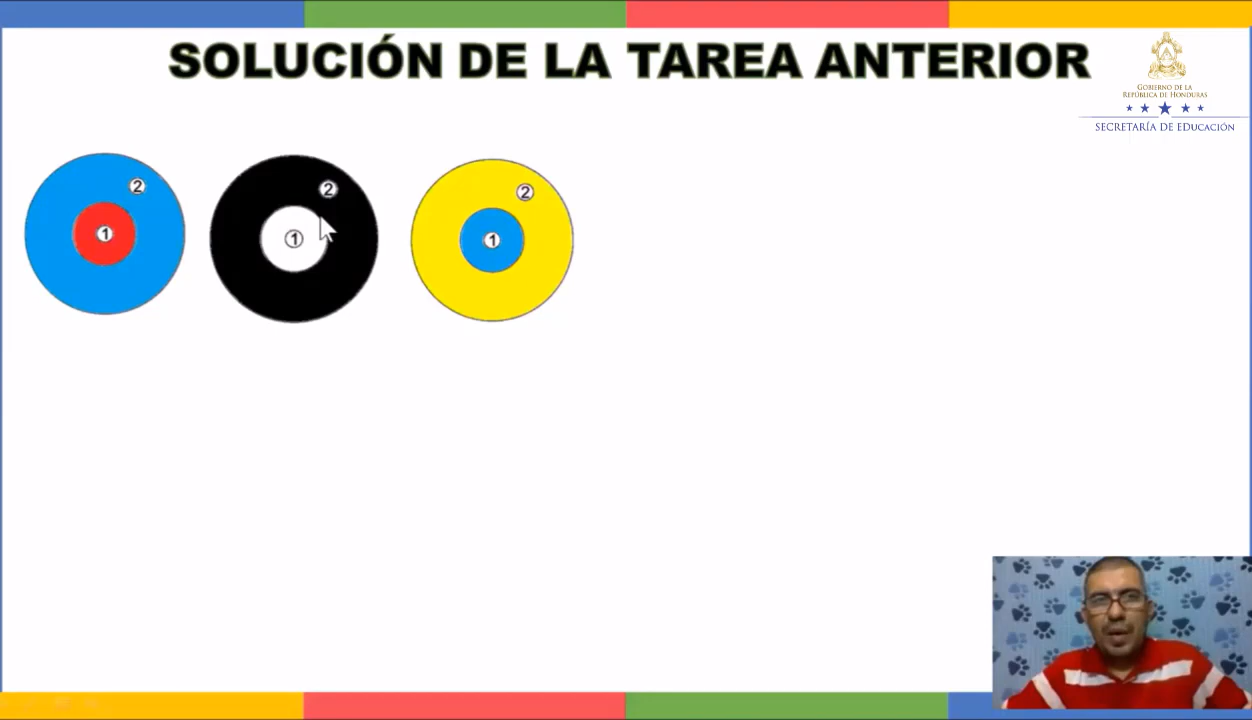 SOLUCIÓN DE LA TAREA ANTERIOR
GOBIERNO DE LA
REPÚBLICA DE HONDURAS
SECRETARÍA DE EDUCACIÓN
2
1
2
1
2
1